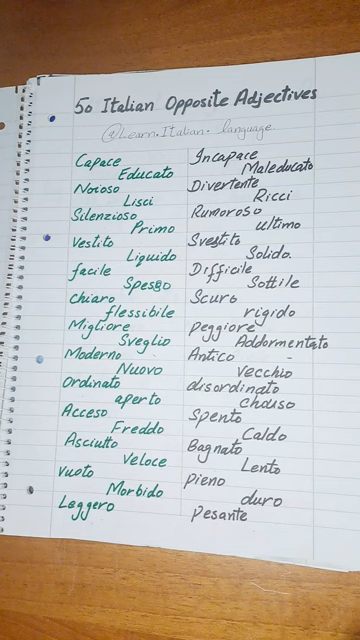 50 Italian Opposite Adjectives
@Learn.Italian.language
Capace Incapace
Educato Maleducato
Noioso Divertente
Lisci Ricci
Silenzioso Rumoroso
Primo ultimo
Vestito Svestito
Liquido Solido.
facile Difficile
Spesso Sottile
chiaro Scuro
flessibile rigido
Migliore peggiore
Sveglio Addormentato
Moderno Antico
Nuovo Vecchio
Ordinato disordinato
aperto chouso
Acceso Spento
Freddo Caldo
Asciutto Bagnato
Veloce Lento
vuoto pieno
Morbido duro
Leggero pesante